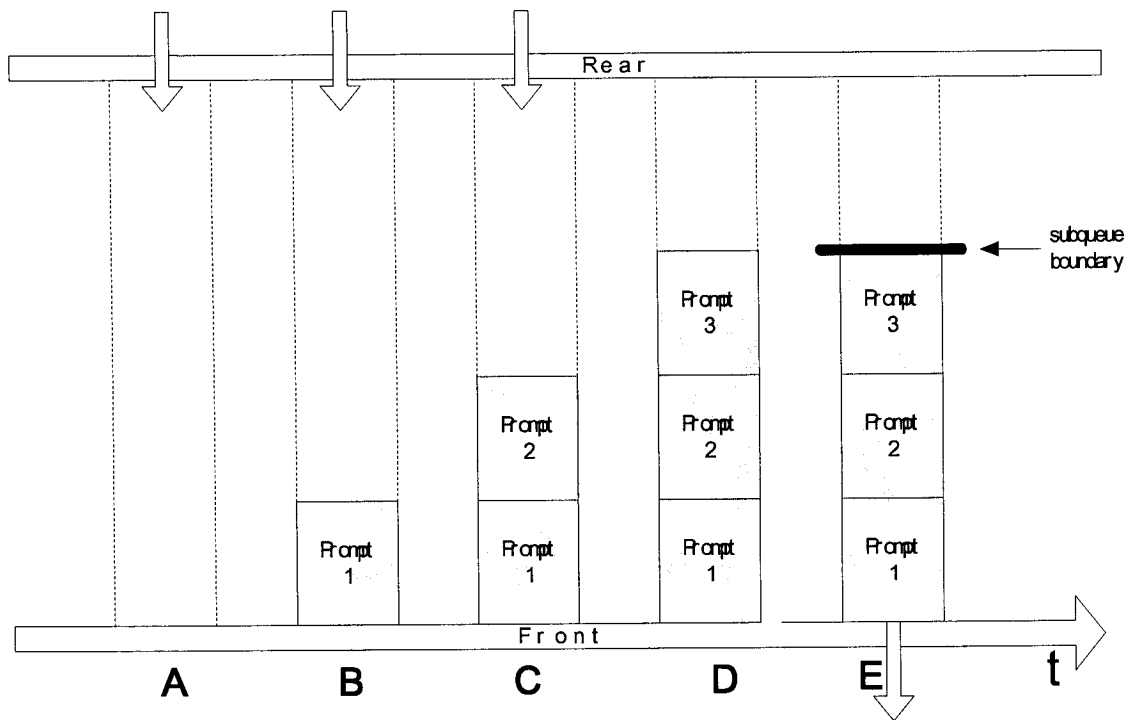 Rear
subqueue
boundary
Prompt
3
Prompt
3
Prompt
2
Prompt
2
Prompt
2
Prompt
1
Prompt
1
Prompt
1
Prompt
1
Front
A
B
C
D
E
t